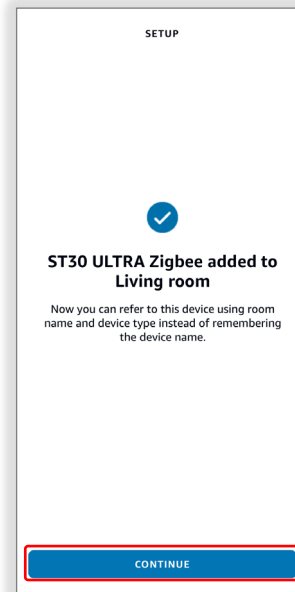 SETUP
ST30 ULTRA Zigbee added to
Living room
Now you can refer to this device using room
name and device type instead of remembering
the device name.
CONTINUE